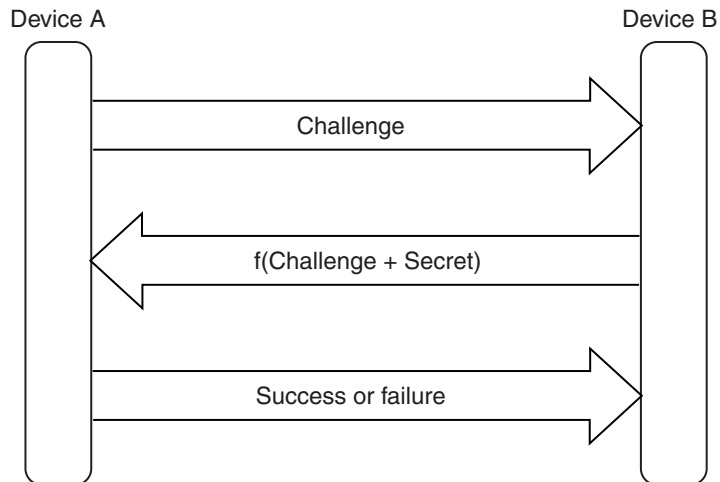 Device A
Device B
Challenge
f(Challenge + Secret)
Success or failure